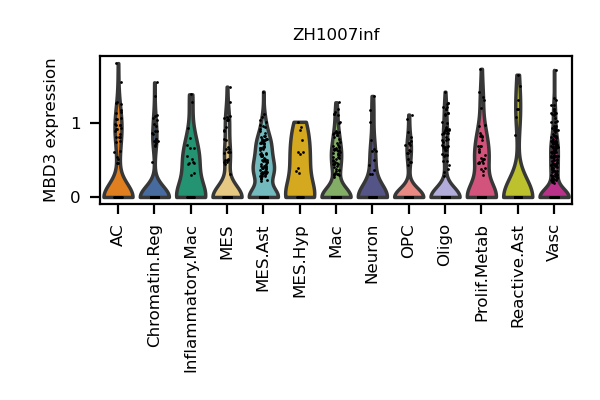 ZH1007inf
MBD3 expression
1
0
AC
Chromatin.Reg
Inflammatory.Mac
MES
MES.Ast
MES.Hyp
Mac
Neuron
OPC
Oligo
Prolif.Metab
Reactive.Ast
Vasc